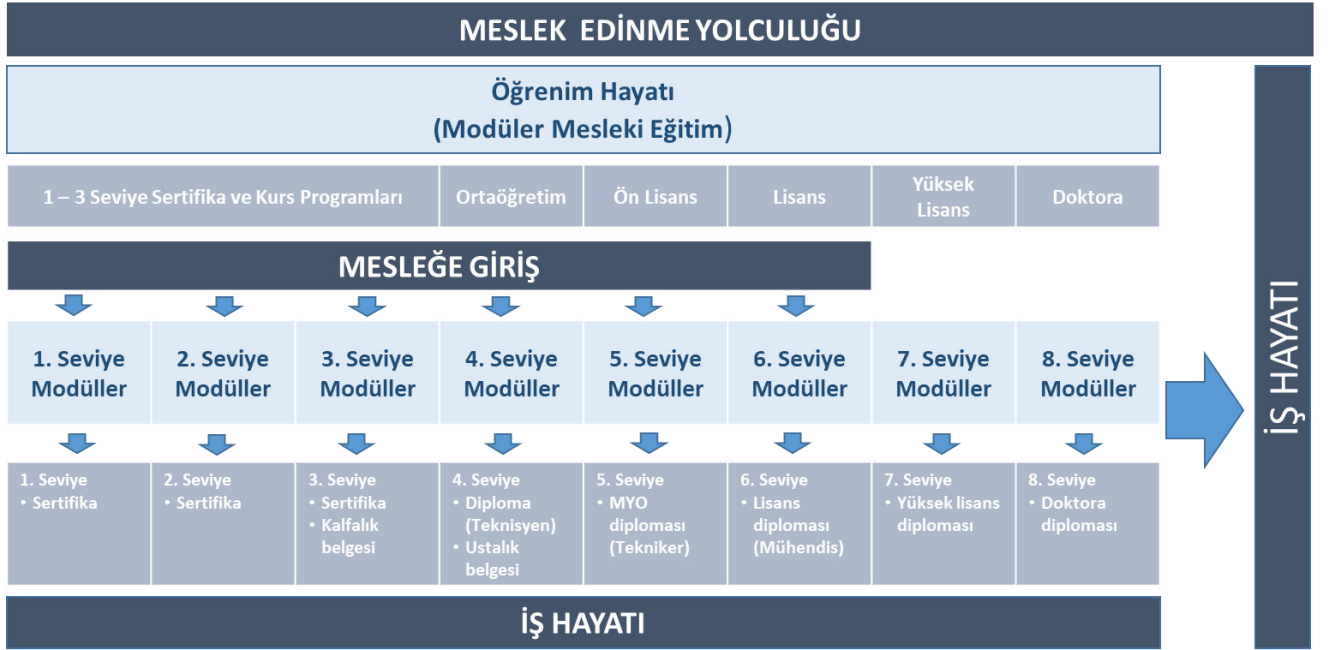 MESLEK EDİNME YOLCULUĞU
Öğrenim Hayatı
(Modüler Mesleki Eğitim)
1 – 3 Seviye Sertifika ve Kurs Programları
Ortaöğretim
Ön Lisans
Lisans
Yüksek
Lisans
Doktora
MESLEĞE GİRİŞ
1. Seviye
Modüller
2. Seviye
Modüller
3. Seviye
Modüller
4. Seviye
Modüller
5. Seviye
Modüller
6. Seviye
Modüller
7. Seviye
Modüller
8. Seviye
Modüller
1. Seviye
• Sertifika
2. Seviye
• Sertifika
3. Seviye
• Sertifika
• Kalfalık
belgesi
4. Seviye
• Diploma
(Teknisyen)
• Ustalık
belgesi
5. Seviye
• MYO
diploması
(Tekniker)
6. Seviye
• Lisans
diploması
(Mühendis)
7. Seviye
• Yüksek lisans
diploması
8. Seviye
• Doktora
diploması
İŞ HAYATI
İŞ HAYATI